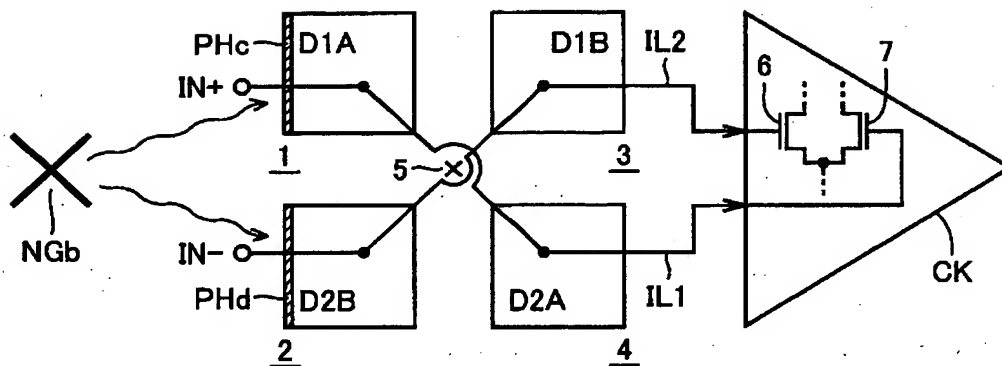 PHc
D1A
D1B
IL2
7
6
IN+
1
5
3
NGb
IN-
PHd
D2B
D2A
IL1
CK
2
4